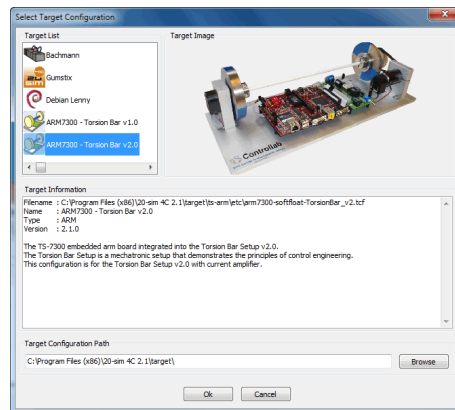 Select Target Configuration
Target List
Target Image
Bachmann
Gumstix
Debian Lenny
ARM7300 - Torsion Bar v1.0
ARM7300 - Torsion Bar v2.0
Controllab
Target Information
Filename : C:\Program Files (x86)\20-sim 4C 2.1\target\ts-arm\etc\arm7300-softfloat-TorsionBar_v2.tcf
Name : ARM7300 - Torsion Bar v2.0
Type : ARM
Version : 2.1.0
The TS-7300 embedded arm board integrated into the Torsion Bar Setup v2.0.
The Torsion Bar Setup is a mechatronic setup that demonstrates the principles of control engineering.
This configuration is for the Torsion Bar Setup v2.0 with current amplifier.
Target Configuration Path
C:\Program Files (x86)\20-sim 4C 2.1\target\
Browse
Ok
Cancel